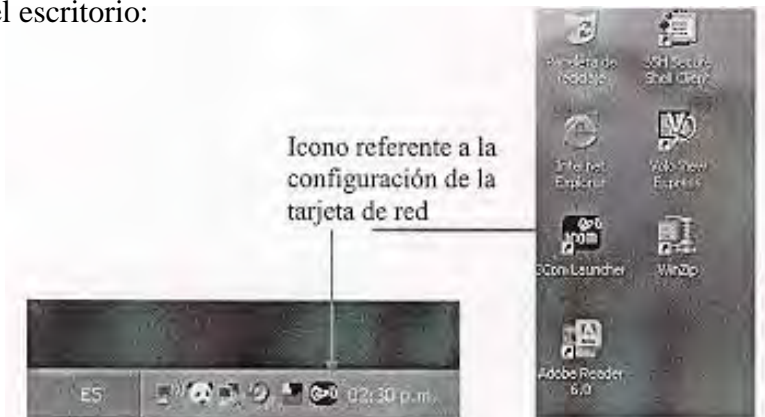 el escritorio:
Papelera de
reciclaje
SSH Secure
Shell Client
Icono referente a la
configuración de la
tarjeta de red
Internet
Explorer
Volo View
Express
3Com Launcher
WinZip
Adobe Reader
6.0
ES
02:30 p.m.